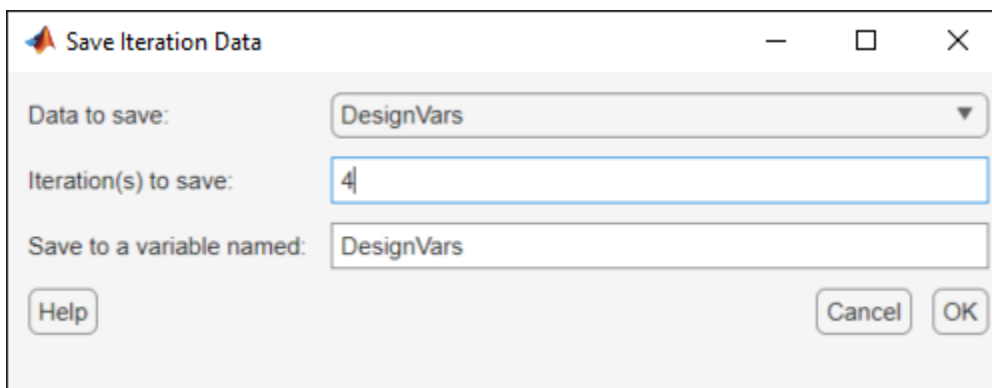 Save Iteration Data
Data to save: DesignVars
Iteration(s) to save: 4
Save to a variable named: DesignVars
Help Cancel OK